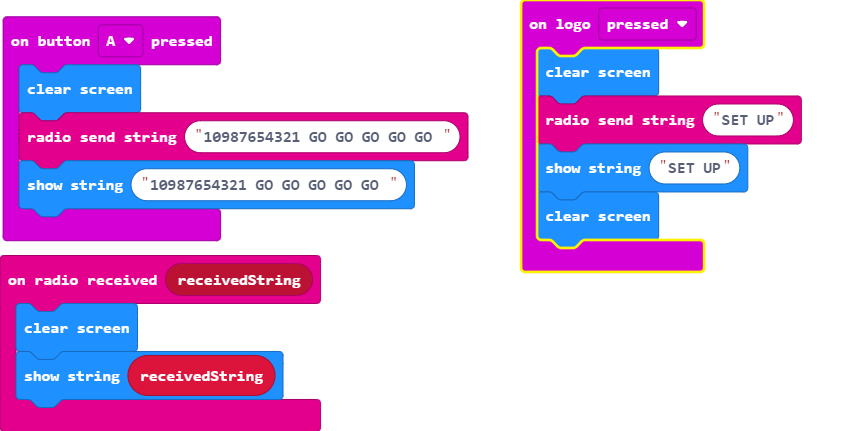 on button A pressed
clear screen
radio send string "10987654321 GO GO GO GO GO "
show string "10987654321 GO GO GO GO GO "
on radio received receivedString
clear screen
show string receivedString
on logo pressed
clear screen
radio send string "SET UP"
show string "SET UP"
clear screen